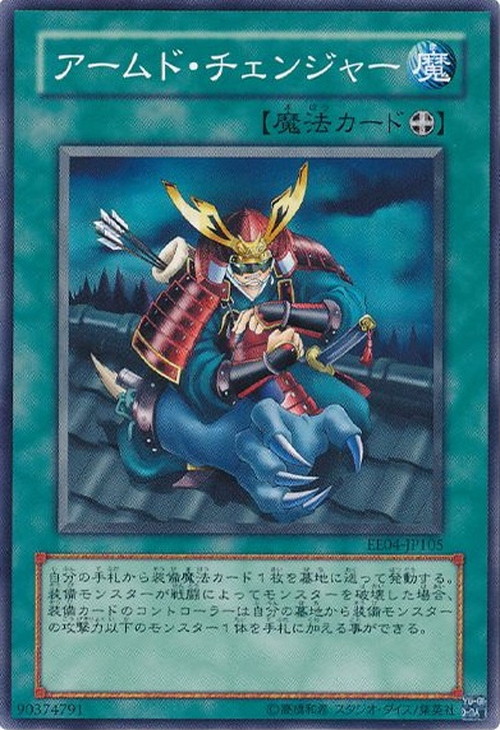 アームド・チェンジャー 魔
【魔法カード】
EE04-JP105
自分の手札から装備魔法カード1枚を墓地に送って発動する。
装備モンスターが戦闘によってモンスターを破壊した場合、
装備カードのコントローラーは自分の墓地から装備モンスター
の攻撃力以下のモンスター1体を手札に加える事ができる。
90374791
©高橋和希 スタジオ・ダイス/集英社